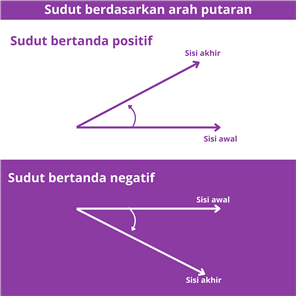 Sudut berdasarkan arah putaran
Sudut bertanda positif
Sisi akhir
Sisi awal
Sudut bertanda negatif
Sisi awal
Sisi akhir